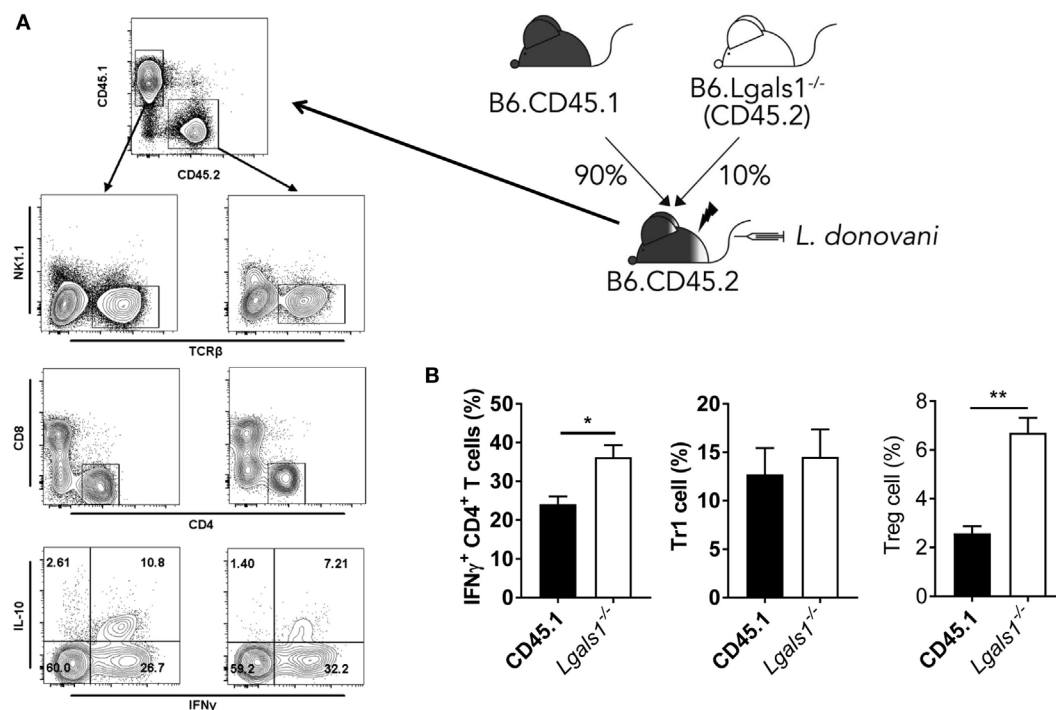 A
CD45.1
CD45.2
B6.CD45.1
B6.Lgals1-/-
(CD45.2)
90%
10%
L. donovani
B6.CD45.2
NK1.1
TCRβ
CD8
CD4
2.61
10.8
1.40
7.21
IL-10
60.0
26.7
59.2
32.2
IFNγ
B
IFNγ+ CD4+ T cells (%)
50
40
30
20
10
0
*
CD45.1
Lgals1-/-
Tr1 cell (%)
20
15
10
5
0
CD45.1
Lgals1-/-
Treg cell (%)
8
6
4
2
0
**
CD45.1
Lgals1-/-